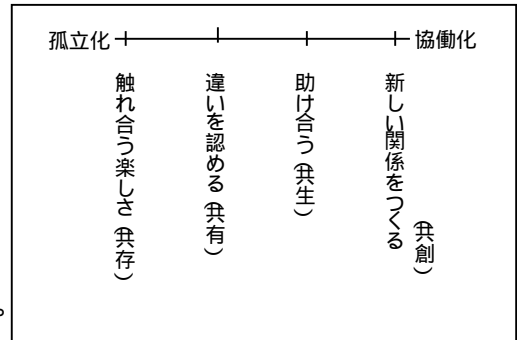 孤立化
協働化
触れ合う楽しさ（共存）
違いを認める（共有）
助け合う（共生）
新しい関係をつくる
（共創）
。